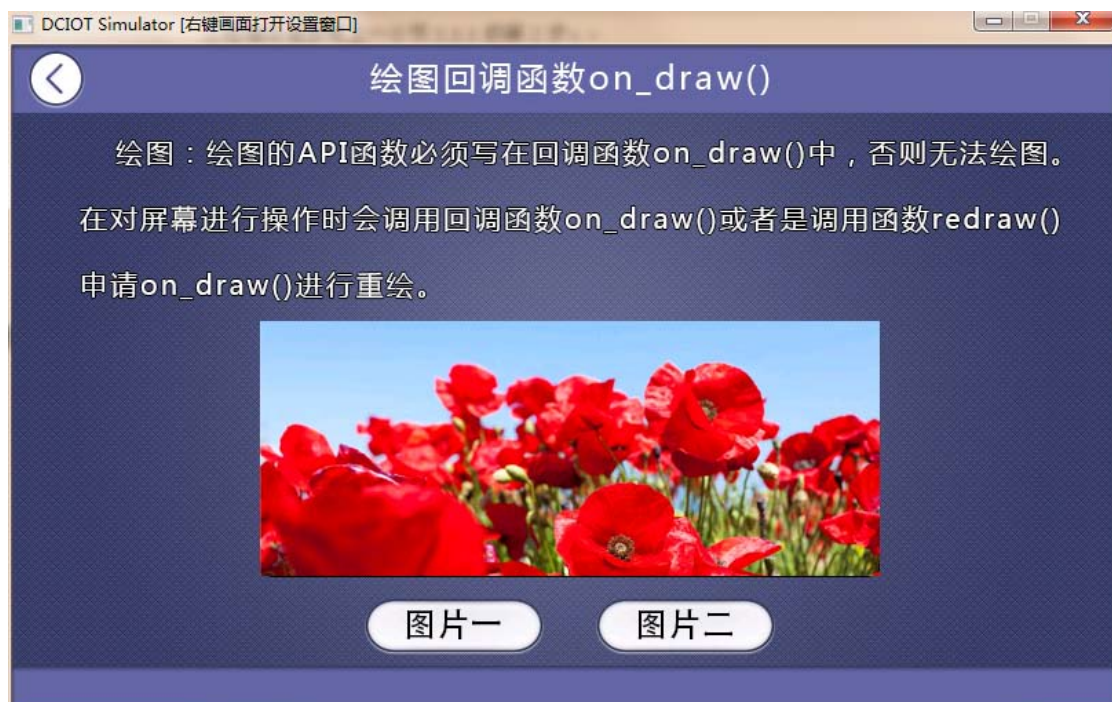 DCIOT Simulator [右键画面打开设置窗口]
绘图回调函数on_draw()
绘图：绘图的API函数必须写在回调函数on_draw()中，否则无法绘图。
在对屏幕进行操作时会调用回调函数on_draw()或者是调用函数redraw()
申请on_draw()进行重绘。
图片一
图片二